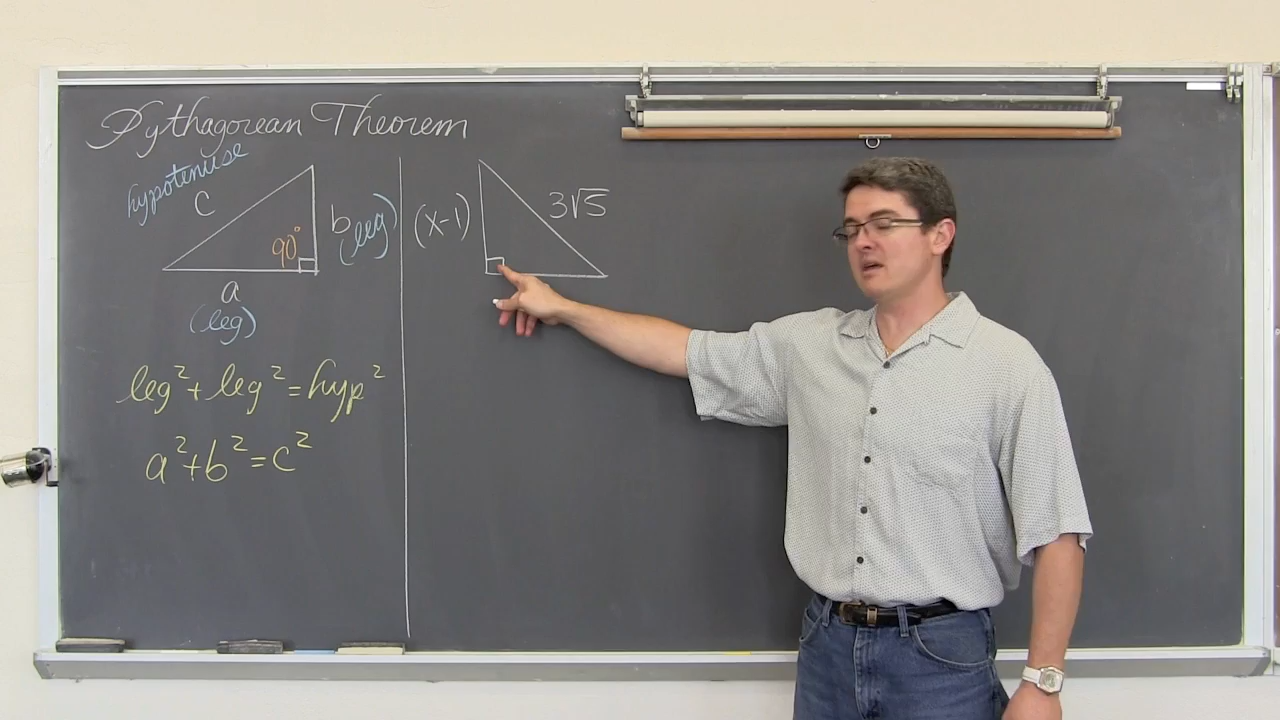 Pythagorean Theorem
hypotenuse
c
90°
b
(leg)
a
(leg)
leg² + leg² = hyp²
a² + b² = c²
(x-1)
3√5